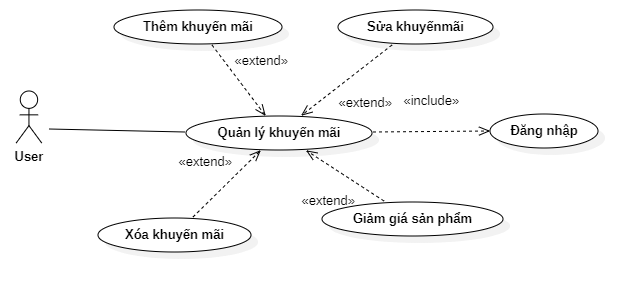 Thêm khuyến mãi
Sửa khuyếnmãi
«extend»
«extend»
«include»
Quản lý khuyến mãi
Đăng nhập
User
«extend»
«extend»
Giảm giá sản phẩm
Xóa khuyến mãi